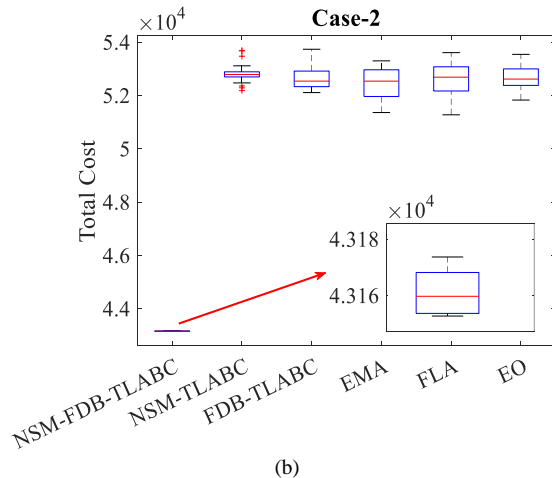 Case-2
×10⁴
5.4
5.2
5
4.8
4.6
4.4
Total Cost
×10⁴
4.318
4.316
NSM-FDB-TLABC
NSM-TLABC
FDB-TLABC
EMA
FLA
EO
(b)